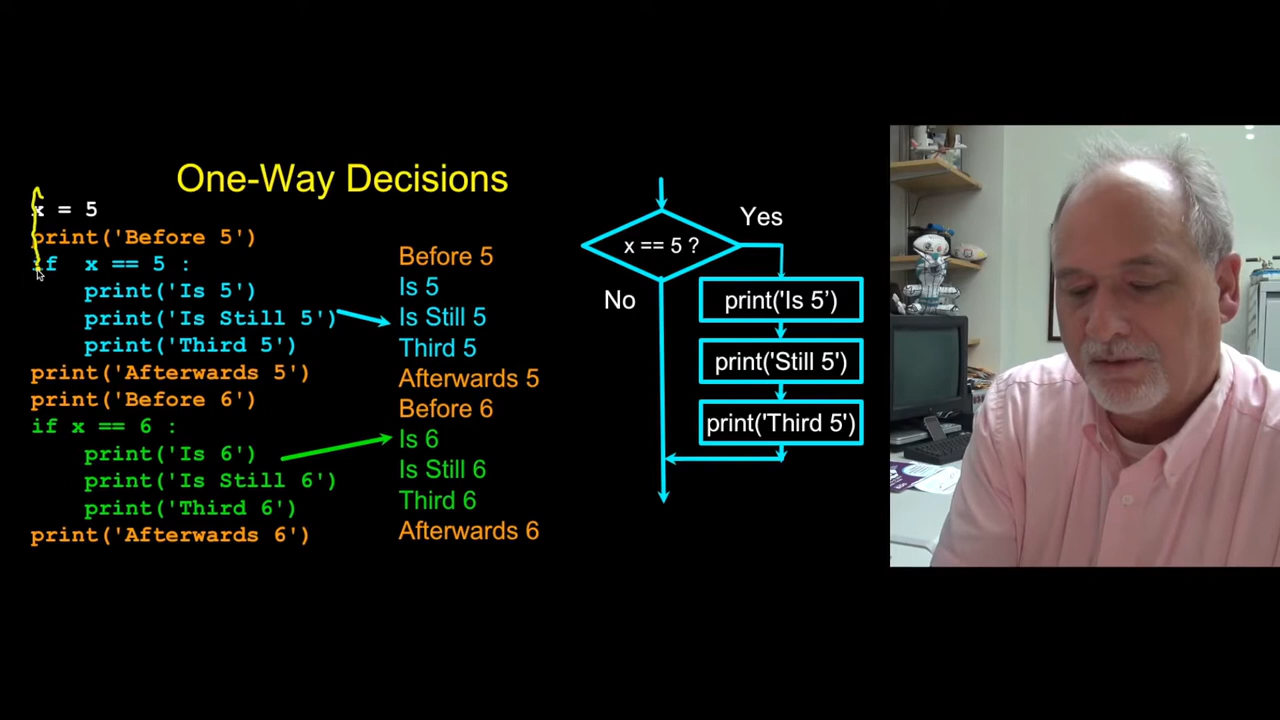 One-Way Decisions
x = 5
print('Before 5')
if  x == 5 :
    print('Is 5')
    print('Is Still 5')
    print('Third 5')
print('Afterwards 5')
print('Before 6')
if x == 6 :
    print('Is 6')
    print('Is Still 6')
    print('Third 6')
print('Afterwards 6')
Before 5
Is 5
Is Still 5
Third 5
Afterwards 5
Before 6
Is 6
Is Still 6
Third 6
Afterwards 6
x == 5 ?
Yes
No
print('Is 5’)
print('Still 5')
print('Third 5')